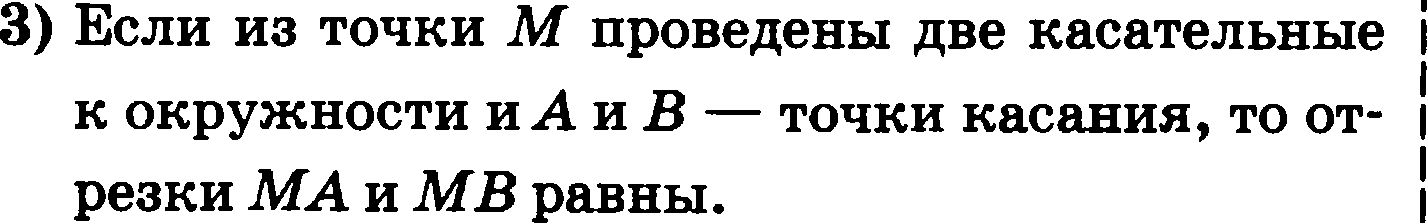 3) Если из точки M проведены две касательные
к окружности и A и B — точки касания, то от-
резки MA и MB равны.